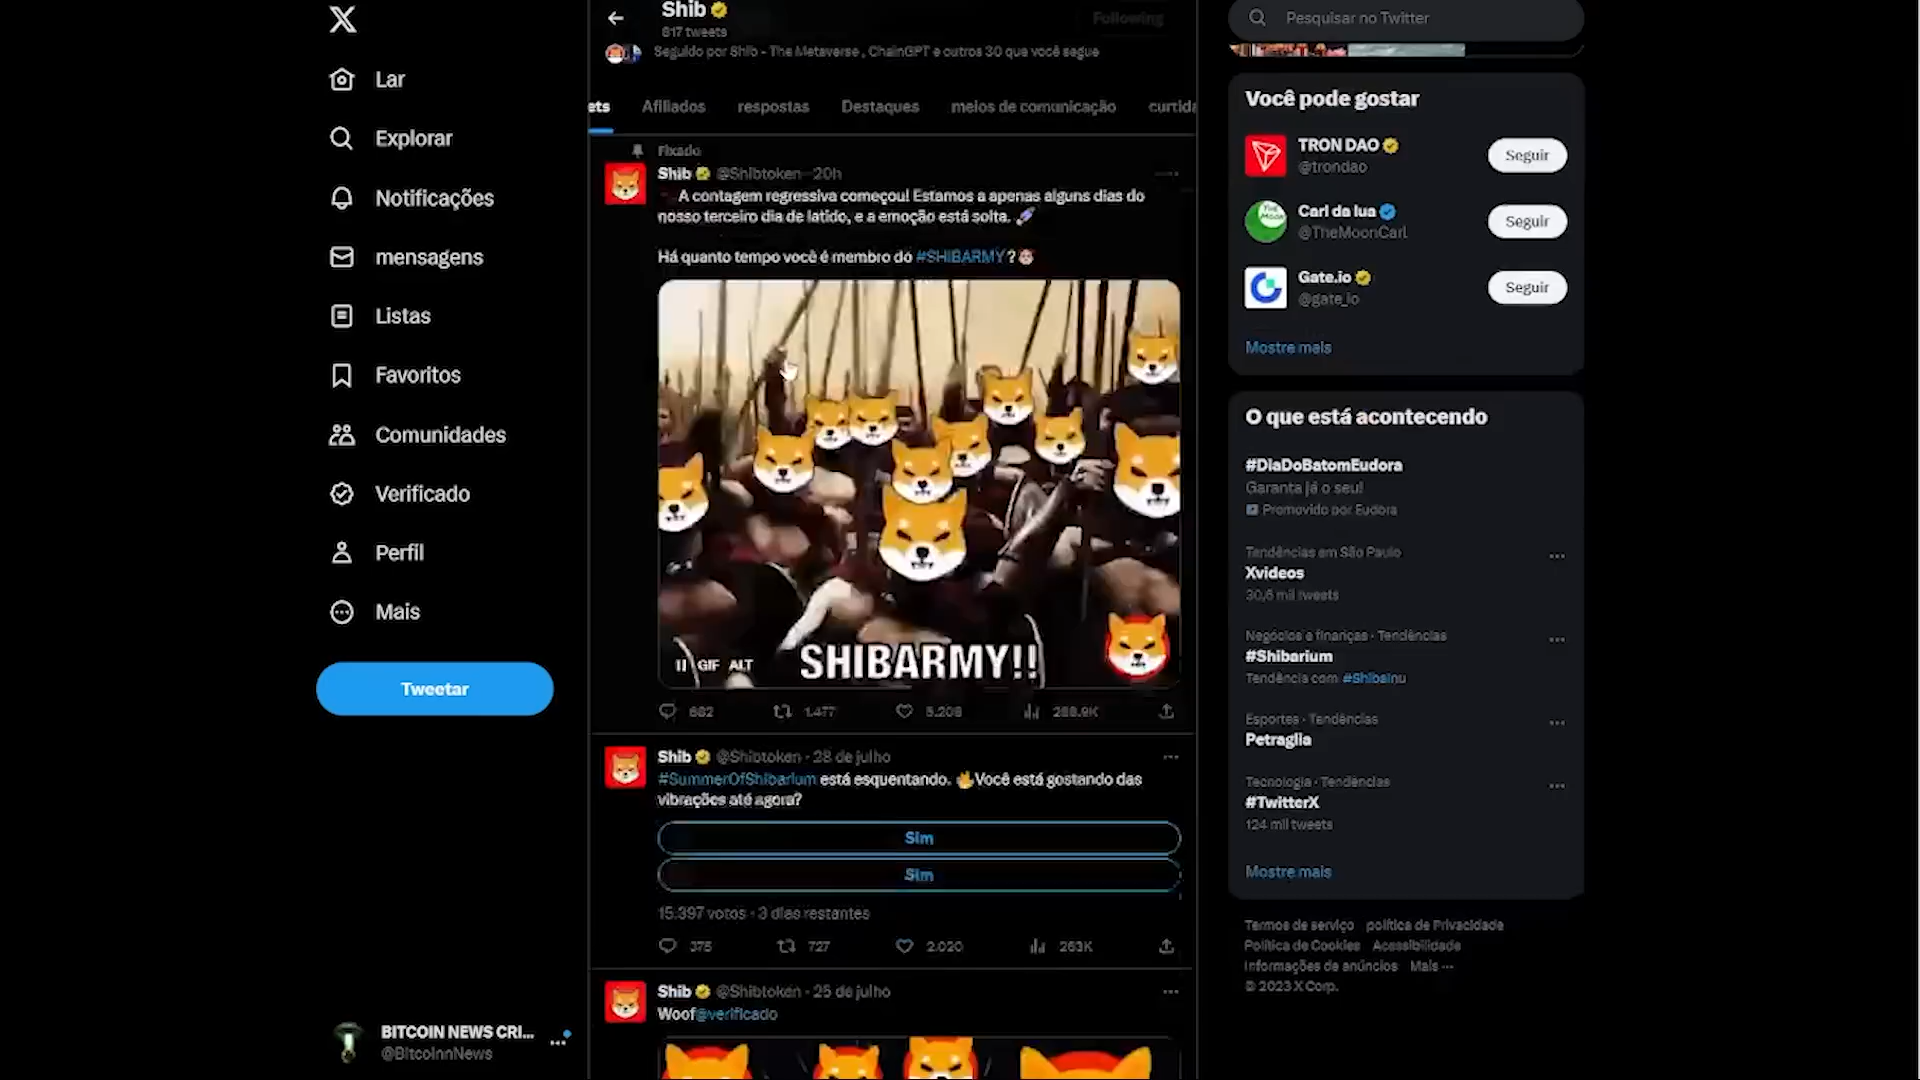 Lar
Explorar
Notificações
mensagens
Listas
Favoritos
Comunidades
Verificado
Perfil
Mais
Tweetar
BITCOIN NEWS CRI...
@BitcoinnNews
Shib
817 tweets
Following
Seguido por Shib - The Metaverse , ChainGPT e outros 30 que você segue
ets Afiliados respostas Destaques meios de comunicação curtida
Fixado
Shib @Shibtoken · 20h
A contagem regressiva começou! Estamos a apenas alguns dias do
nosso terceiro dia de latido, e a emoção está solta.
Há quanto tempo você é membro do #SHIBARMY?
GIF ALT
SHIBARMY!!
682 1.477 5.208 288.9K
Shib @Shibtoken · 28 de julho
#SummerOfShibarium está esquentando. Você está gostando das
vibrações até agora?
Sim
Sim
15.397 votos · 3 dias restantes
375 727 2.020 263K
Shib @Shibtoken · 25 de julho
Woof @verificado
Pesquisar no Twitter
Você pode gostar
TRON DAO
@trondao
Seguir
Carl da lua
@TheMoonCarl
Seguir
THE MOON
Gate.io
@gate_io
Seguir
Mostre mais
O que está acontecendo
#DiaDoBatomEudora
Garanta já o seu!
Promovido por Eudora
Tendências em São Paulo
Xvideos
30,6 mil tweets
Negócios e finanças · Tendências
#Shibarium
Tendência com #ShibaInu
Esportes · Tendências
Petraglia
Tecnologia · Tendências
#TwitterX
124 mil tweets
Mostre mais
Termos de serviço política de Privacidade
Política de Cookies Acessibilidade
Informações de anúncios Mais ···
© 2023 X Corp.